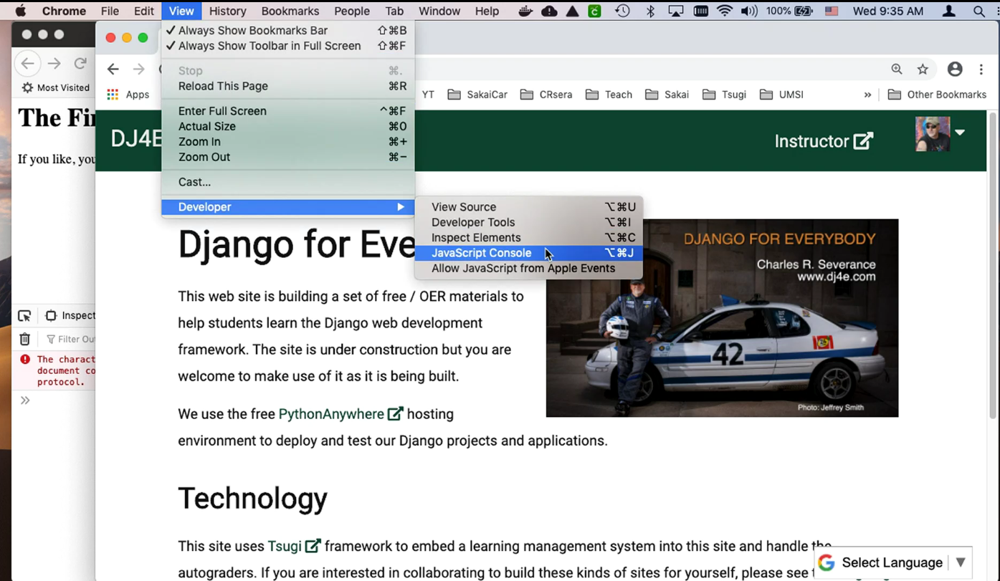 Chrome File Edit View History Bookmarks People Tab Window Help 100% Wed 9:35 AM
✓ Always Show Bookmarks Bar ⇧⌘B
✓ Always Show Toolbar in Full Screen ⇧⌘F
Stop ⌘.
Reload This Page ⌘R
Enter Full Screen ^⌘F
Actual Size ⌘0
Zoom In ⌘+
Zoom Out ⌘−
Cast...
Developer ▶
View Source ⌥⌘U
Developer Tools ⌥⌘I
Inspect Elements ⌥⌘C
JavaScript Console ⌥⌘J
Allow JavaScript from Apple Events
Most Visited
The Fi
If you like, you
Inspect
Filter Ou
The charact
document co
protocol.
»
Apps YT SakaiCar CRsera Teach Sakai Tsugi UMSI » Other Bookmarks
DJ4E Instructor
Django for Eve
This web site is building a set of free / OER materials to
help students learn the Django web development
framework. The site is under construction but you are
welcome to make use of it as it is being built.
We use the free PythonAnywhere hosting
environment to deploy and test our Django projects and applications.
DJANGO FOR EVERYBODY
Charles R. Severance
www.dj4e.com
42
Photo: Jeffrey Smith
Technology
This site uses Tsugi framework to embed a learning management system into this site and handle the
autograders. If you are interested in collaborating to build these kinds of sites for yourself, please see
Select Language ▼